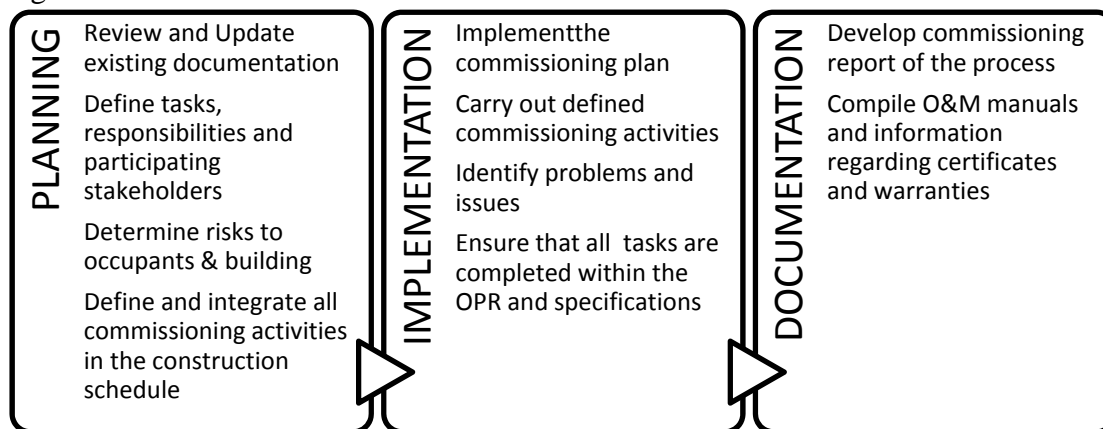 PLANNING
Review and Update
existing documentation
Define tasks,
responsibilities and
participating
stakeholders
Determine risks to
occupants & building
Define and integrate all
commissioning activities
in the construction
schedule
IMPLEMENTATION
Implementthe
commissioning plan
Carry out defined
commissioning activities
Identify problems and
issues
Ensure that all tasks are
completed within the
OPR and specifications
DOCUMENTATION
Develop commissioning
report of the process
Compile O&M manuals
and information
regarding certificates
and warranties